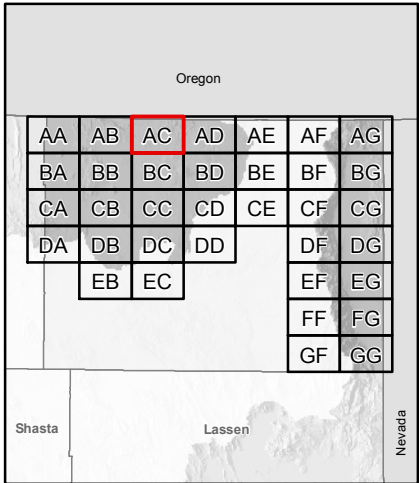 Oregon
AA AB AC AD AE AF AG
BA BB BC BD BE BF BG
CA CB CC CD CE CF CG
DA DB DC DD DF DG
EB EC EF EG
FF FG
GF GG
Shasta
Lassen
Nevada